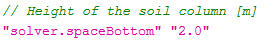 // Height of the soil column [m]
"solver.spaceBottom" "2.0"